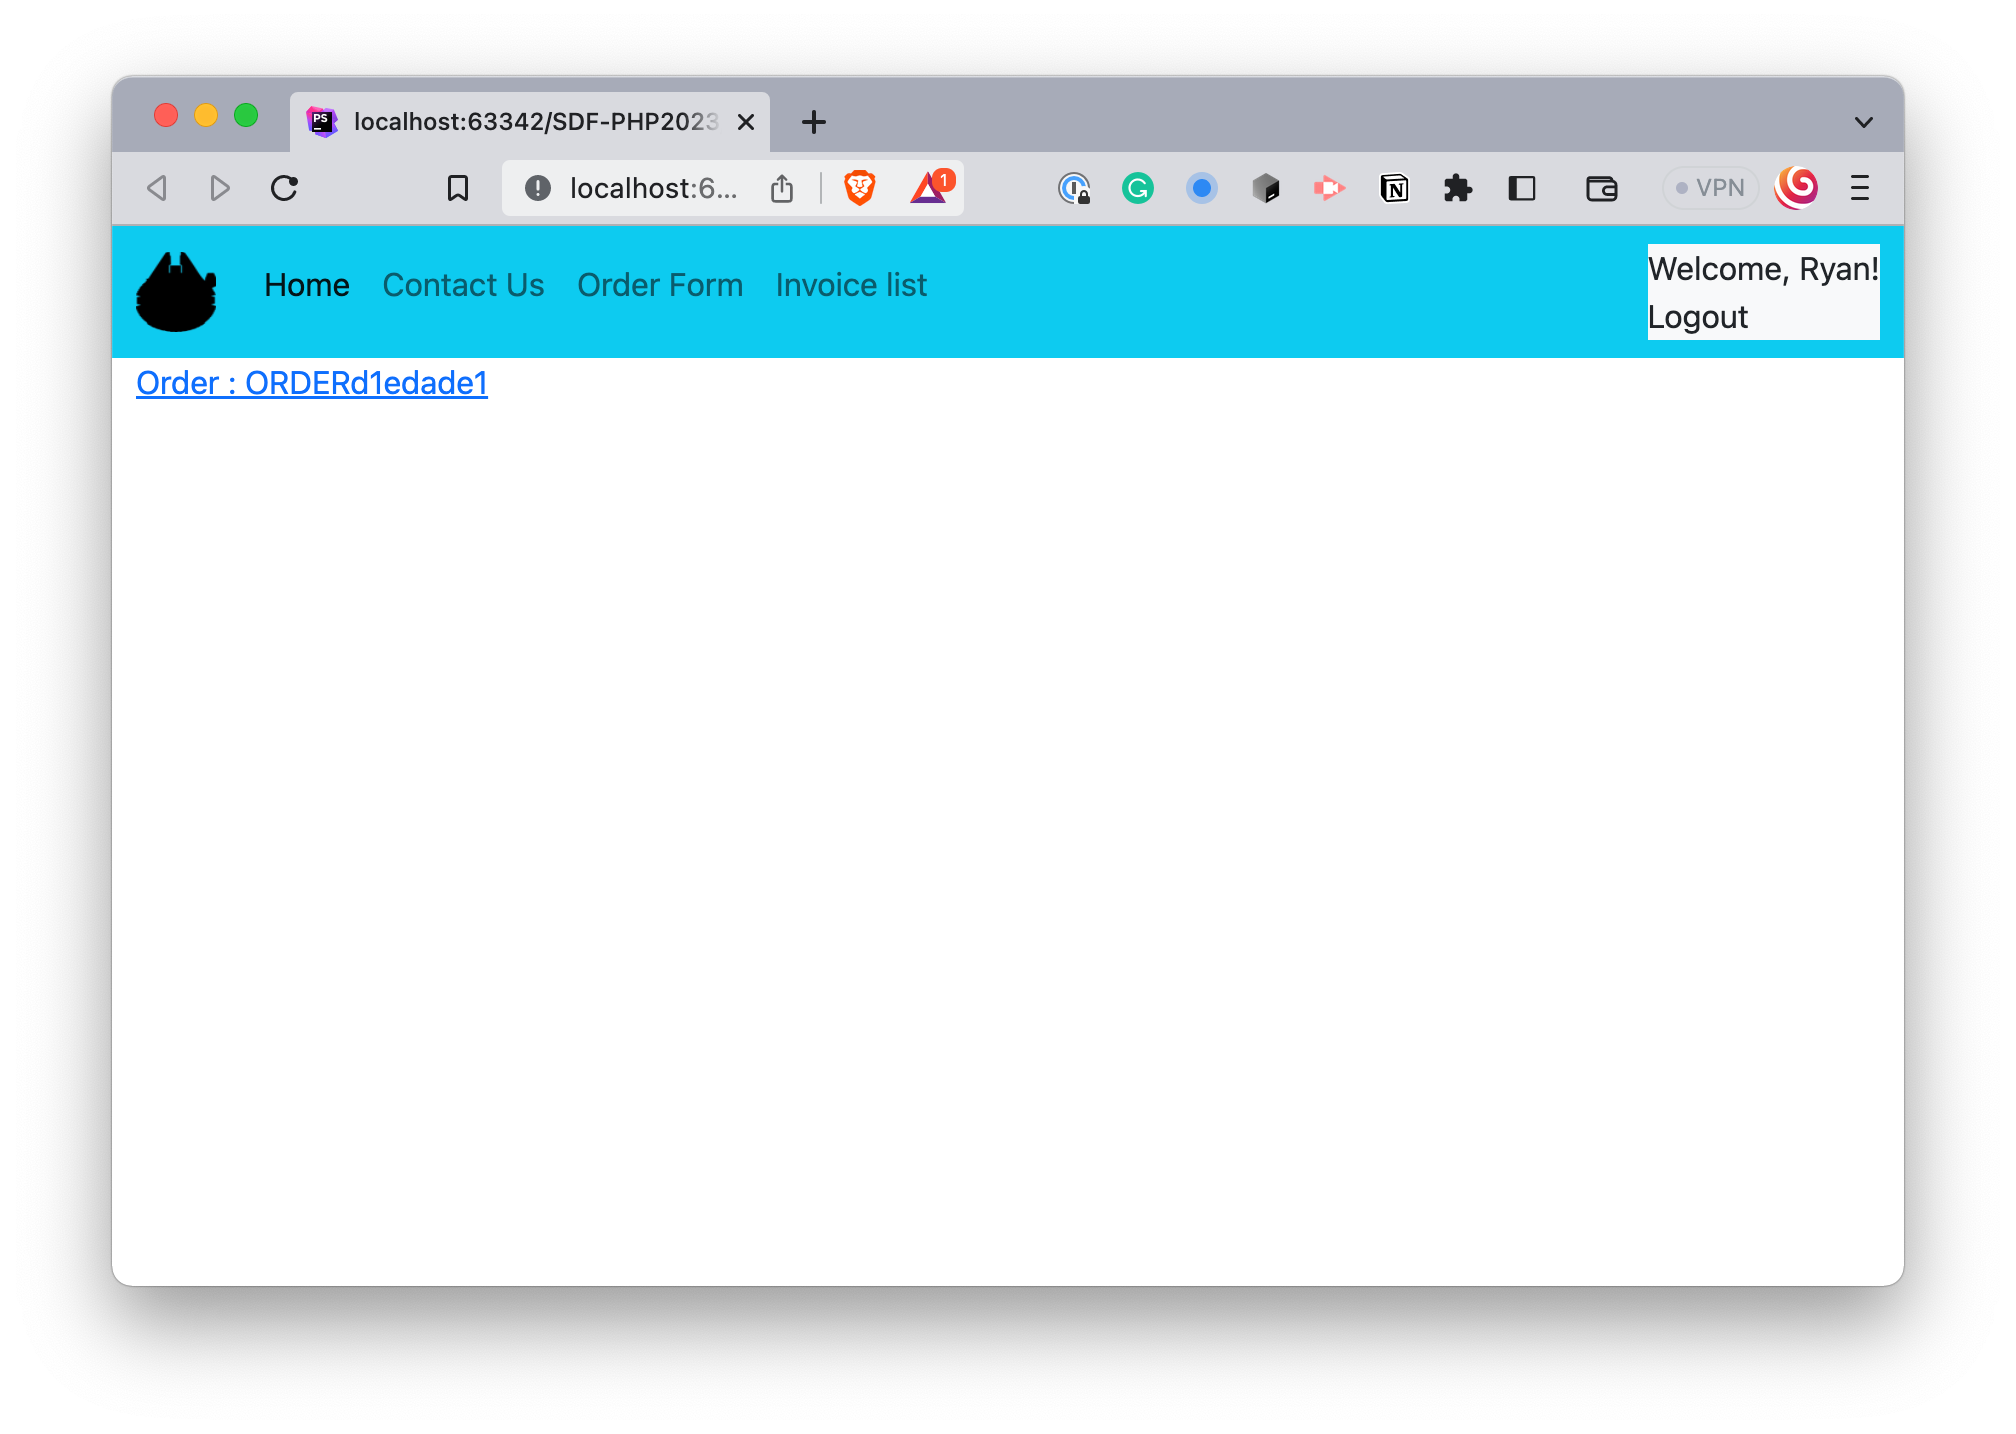 PS
localhost:63342/SDF-PHP2023
localhost:6...
1
N
VPN
Home Contact Us Order Form Invoice list
Welcome, Ryan!
Logout
Order : ORDERd1edade1